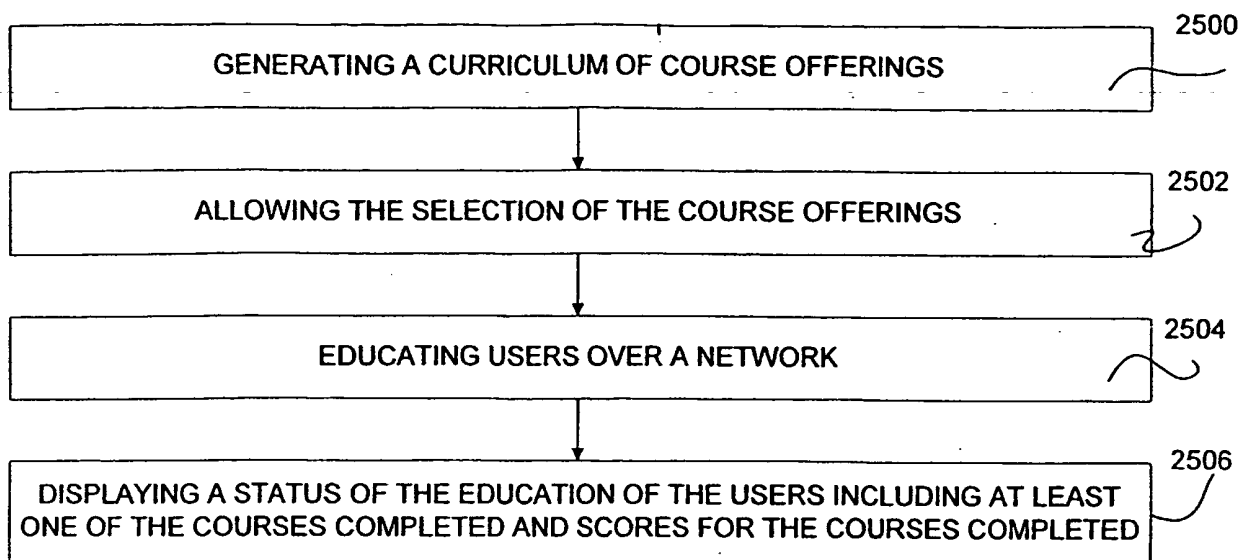 2500
GENERATING A CURRICULUM OF COURSE OFFERINGS
2502
ALLOWING THE SELECTION OF THE COURSE OFFERINGS
2504
EDUCATING USERS OVER A NETWORK
2506
DISPLAYING A STATUS OF THE EDUCATION OF THE USERS INCLUDING AT LEAST
ONE OF THE COURSES COMPLETED AND SCORES FOR THE COURSES COMPLETED